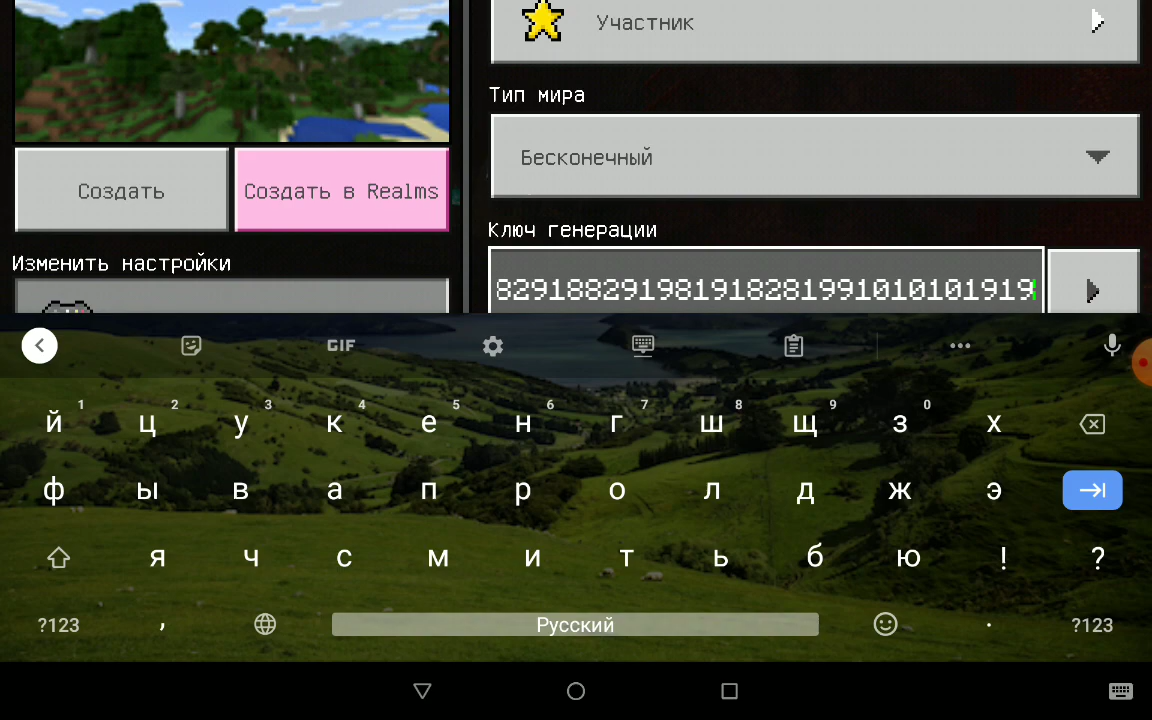 Участник
Тип мира
Бесконечный
Создать
Создать в Realms
Ключ генерации
Изменить настройки
82918829198191828199101010101919
GIF
й 1 ц 2 у 3 к 4 е 5 н 6 г 7 ш 8 щ 9 з 0 х
ф ы в а п р о л д ж э
я ч с м и т ь б ю ! ?
?123 , Русский . ?123